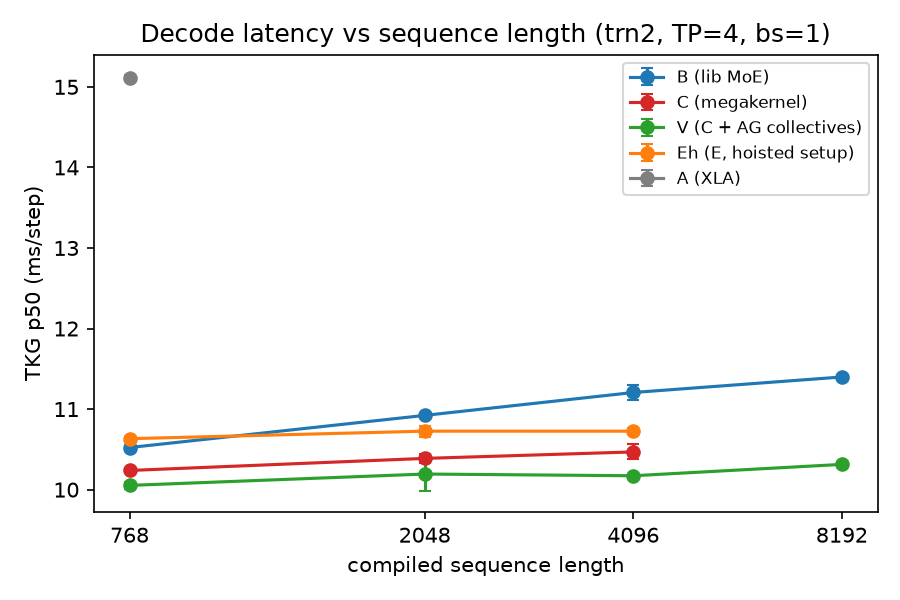 Decode latency vs sequence length (trn2, TP=4, bs=1)
TKG p50 (ms/step)
15
14
13
12
11
10
B (lib MoE)
C (megakernel)
V (C + AG collectives)
Eh (E, hoisted setup)
A (XLA)
768 2048 4096 8192
compiled sequence length